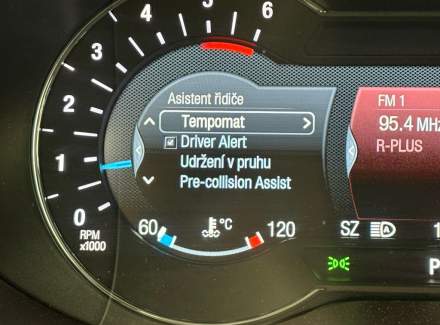 6
5
4
3
2
1
0
RPM
x1000
Asistent řidiče
Tempomat
Driver Alert
Udržení v pruhu
Pre-collision Assist
60 °C 120
FM 1
95.4 MHz
R-PLUS
SZ
A
1
P